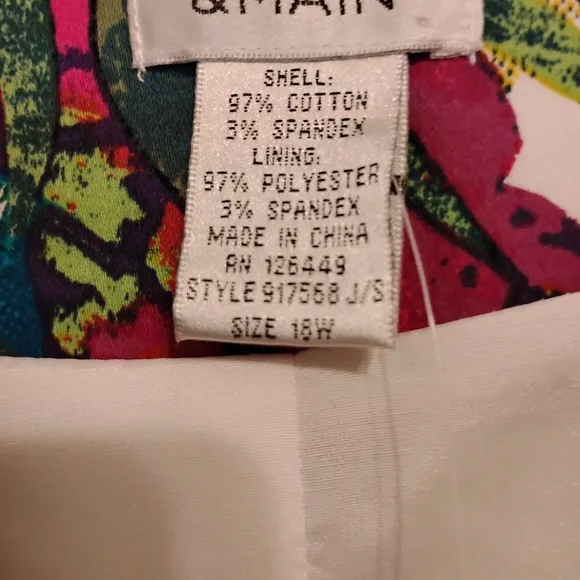 &MAIN
SHELL:
97% COTTON
3% SPANDEX
LINING:
97% POLYESTER
3% SPANDEX
MADE IN CHINA
RN 126449
STYLE 917568 J/S
SIZE 18W